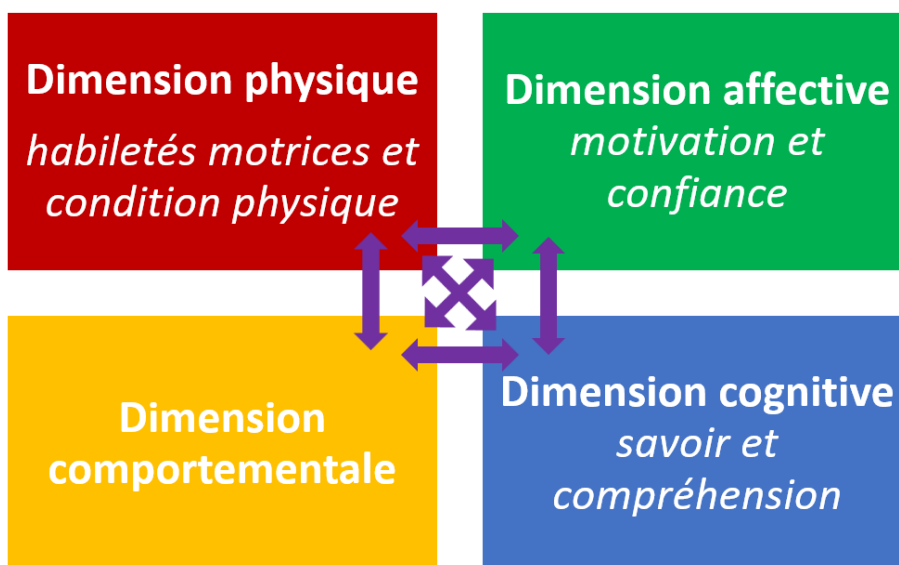 Dimension physique
habiletés motrices et
condition physique
Dimension affective
motivation et
confiance
Dimension
comportementale
Dimension cognitive
savoir et
compréhension